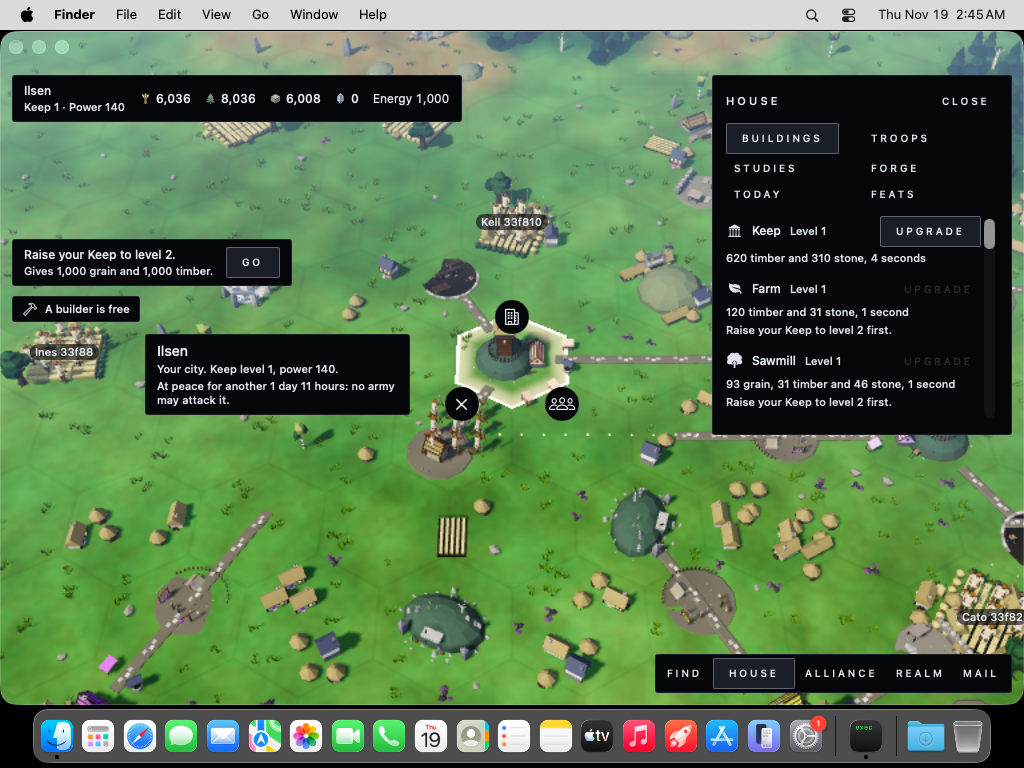 Finder File Edit View Go Window Help Thu Nov 19 2:45 AM
Ilsen
Keep 1 · Power 140
6,036 8,036 6,008 0 Energy 1,000
HOUSE CLOSE
BUILDINGS TROOPS
STUDIES FORGE
TODAY FEATS
Keep Level 1 UPGRADE
620 timber and 310 stone, 4 seconds
Farm Level 1 UPGRADE
120 timber and 31 stone, 1 second
Raise your Keep to level 2 first.
Sawmill Level 1 UPGRADE
93 grain, 31 timber and 46 stone, 1 second
Raise your Keep to level 2 first.
Kell 33f810
Raise your Keep to level 2.
Gives 1,000 grain and 1,000 timber.
GO
A builder is free
Ines 33f88
Ilsen
Your city. Keep level 1, power 140.
At peace for another 1 day 11 hours: no army
may attack it.
Cato 33f82
FIND HOUSE ALLIANCE REALM MAIL
Thu
19
tv
1
exec